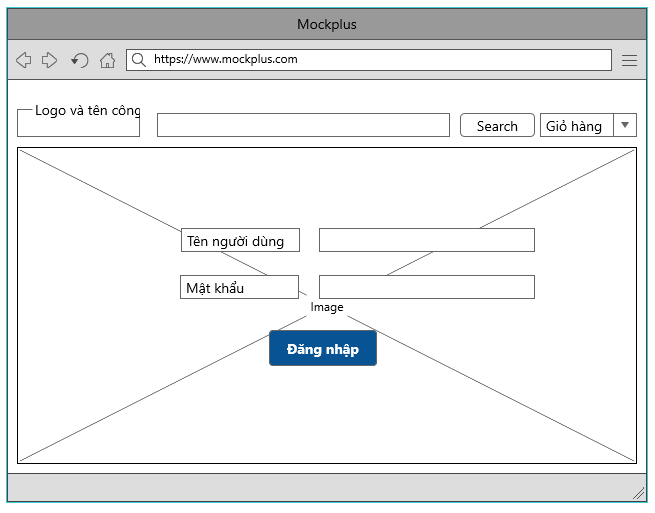 Mockplus
https://www.mockplus.com
Logo và tên công
Search
Giỏ hàng
Tên người dùng
Mật khẩu
Image
Đăng nhập